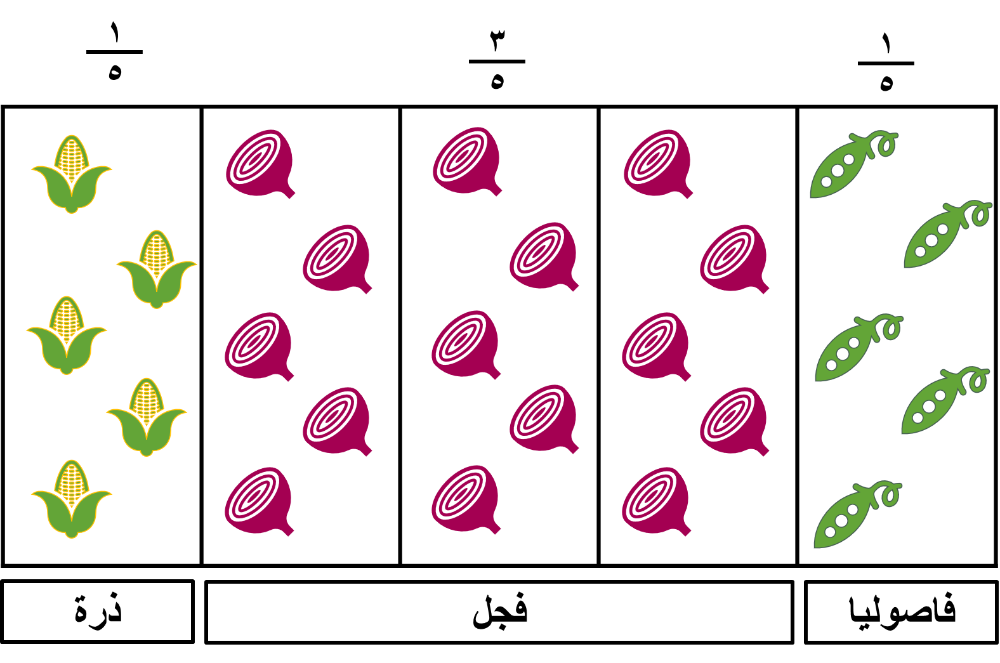 ١/٥
٣/٥
١/٥
فاصوليا
فجل
ذرة